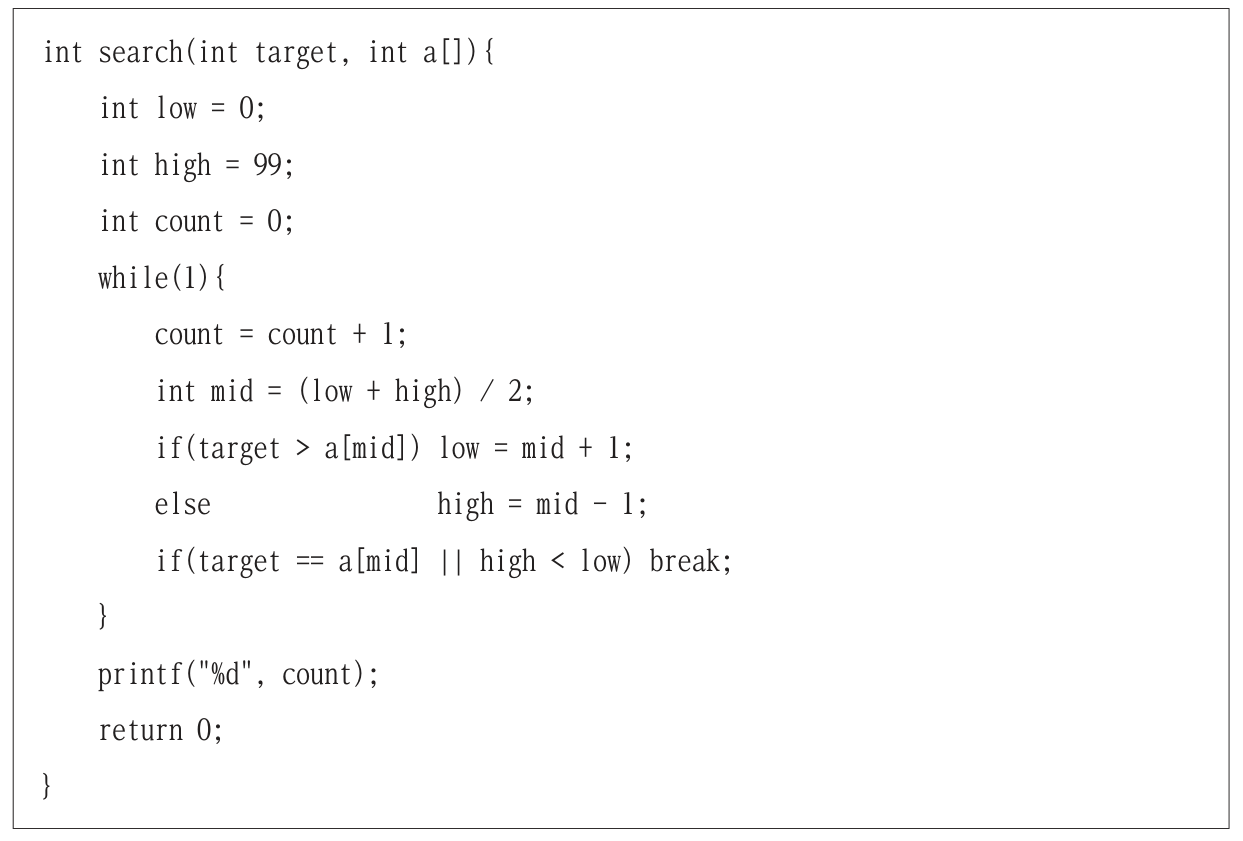 int search(int target, int a[]){
    int low = 0;
    int high = 99;
    int count = 0;
    while(1){
        count = count + 1;
        int mid = (low + high) / 2;
        if(target > a[mid]) low = mid + 1;
        else                high = mid - 1;
        if(target == a[mid] || high < low) break;
    }
    printf("%d", count);
    return 0;
}